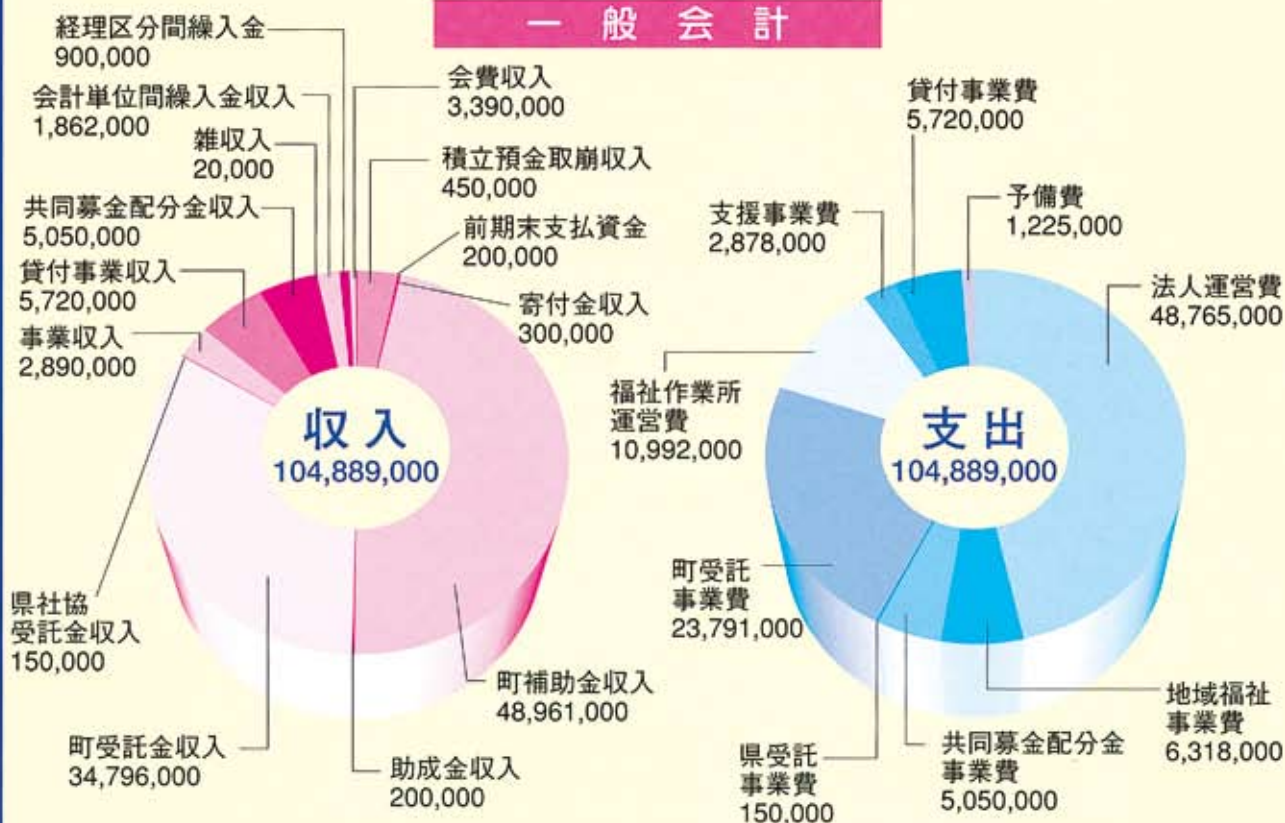 一般会計
経理区分間繰入金
900,000
会計単位間繰入金収入
1,862,000
雑収入
20,000
共同募金配分金収入
5,050,000
貸付事業収入
5,720,000
事業収入
2,890,000
県社協
受託金収入
150,000
町受託金収入
34,796,000
会費収入
3,390,000
積立預金取崩収入
450,000
前期末支払資金
200,000
寄付金収入
300,000
町補助金収入
48,961,000
助成金収入
200,000
収入
104,889,000
貸付事業費
5,720,000
支援事業費
2,878,000
福祉作業所
運営費
10,992,000
町受託
事業費
23,791,000
県受託
事業費
150,000
共同募金配分金
事業費
5,050,000
地域福祉
事業費
6,318,000
予備費
1,225,000
法人運営費
48,765,000
支出
104,889,000